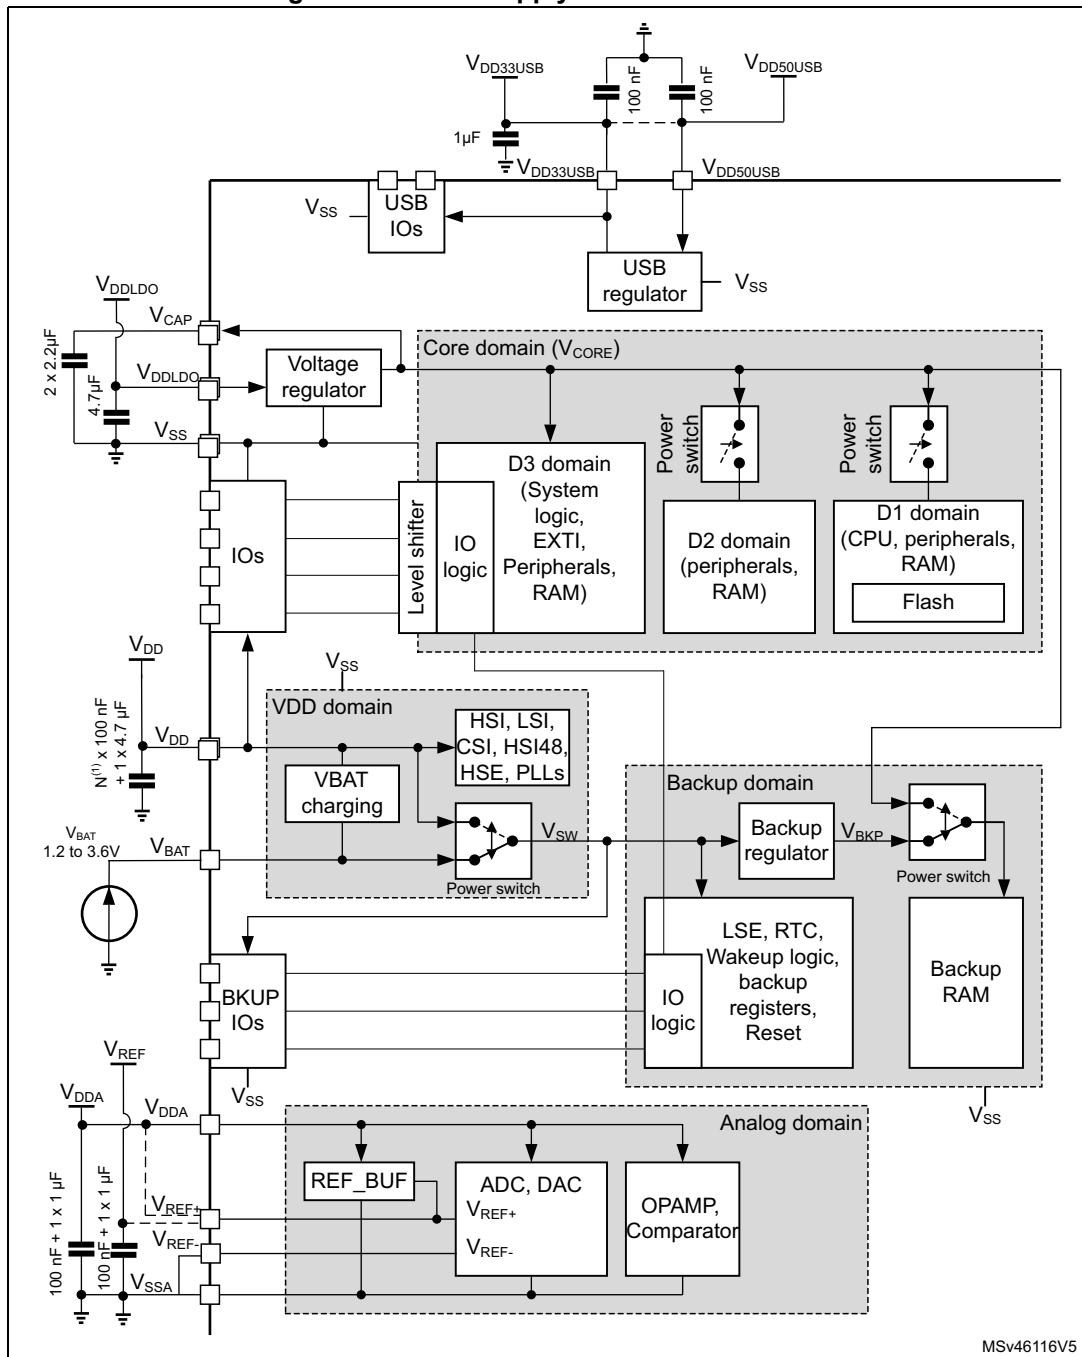 V_DD33USB
100 nF
100 nF
V_DD50USB
1µF
V_DD33USB
V_DD50USB
V_SS
USB
IOs
USB
regulator
V_SS
V_DDLDO
V_CAP
2 x 2.2µF
4.7µF
V_DDLDO
V_SS
Voltage
regulator
Core domain (V_CORE)
Power
switch
Power
switch
D3 domain
(System
logic,
EXTI,
Peripherals,
RAM)
IO
logic
Level shifter
IOs
D2 domain
(peripherals,
RAM)
D1 domain
(CPU, peripherals,
RAM)
Flash
V_DD
N(1) x 100 nF
+ 1 x 4.7 µF
V_DD
V_SS
VDD domain
HSI, LSI,
CSI, HSI48,
HSE, PLLs
VBAT
charging
V_BAT
1.2 to 3.6V
V_BAT
Power switch
V_SW
Backup domain
Backup
regulator
V_BKP
Power switch
LSE, RTC,
Wakeup logic,
backup
registers,
Reset
IO
logic
Backup
RAM
BKUP
IOs
V_SS
V_SS
V_REF
V_DDA
V_DDA
100 nF + 1 x 1 µF
100 nF + 1 x 1 µF
V_REF+
V_REF-
V_SSA
Analog domain
REF_BUF
ADC, DAC
V_REF+
V_REF-
OPAMP,
Comparator
MSv46116V5